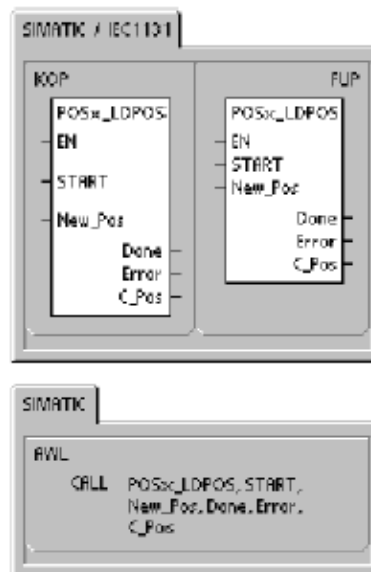 SIMATIC / IEC1131
KOP
FUP
POSx_LDPOS
EN
START
New_Pos
Done
Error
C_Pos
POSx_LDPOS
EN
START
New_Pos
Done
Error
C_Pos
SIMATIC
AWL
CALL POSx_LDPOS, START,
New_Pos, Done, Error,
C_Pos